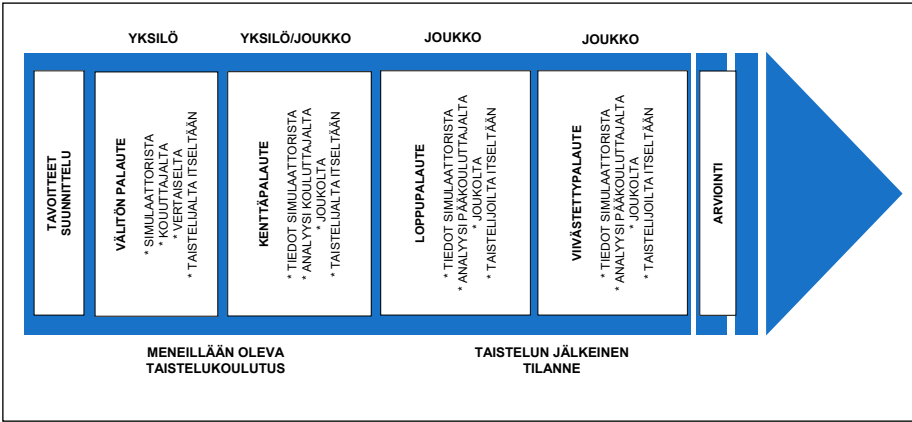 YKSILÖ
YKSILÖ/JOUKKO
JOUKKO
JOUKKO
TAVOITTEET
SUUNNITTELU
VÄLITÖN PALAUTE
* SIMULAATTORISTA
* KOUUTTAJALTA
* VERTAISELTA
* TAISTELIJALTA ITSELTÄÄN
KENTTÄPALAUTE
* TIEDOT SIMULAATTORISTA
* ANALYYSI KOULUTTAJALTA
* JOUKOLTA
* TAISTELIJALTA ITSELTÄÄN
LOPPUPALAUTE
* TIEDOT SIMULAATTORISTA
* ANALYYSI PÄÄKOULUTTAJALTA
* JOUKOLTA
* TAISTELIJOILTA ITSELTÄÄN
VIIVÄSTETTYPALAUTE
* TIEDOT SIMULAATTORISTA
* ANALYYSI PÄÄKOULUTTAJALTA
* JOUKOLTA
* TAISTELIJOILTA ITSELTÄÄN
ARVIOINTI
MENEILLÄÄN OLEVA
TAISTELUKOULUTUS
TAISTELUN JÄLKEINEN
TILANNE